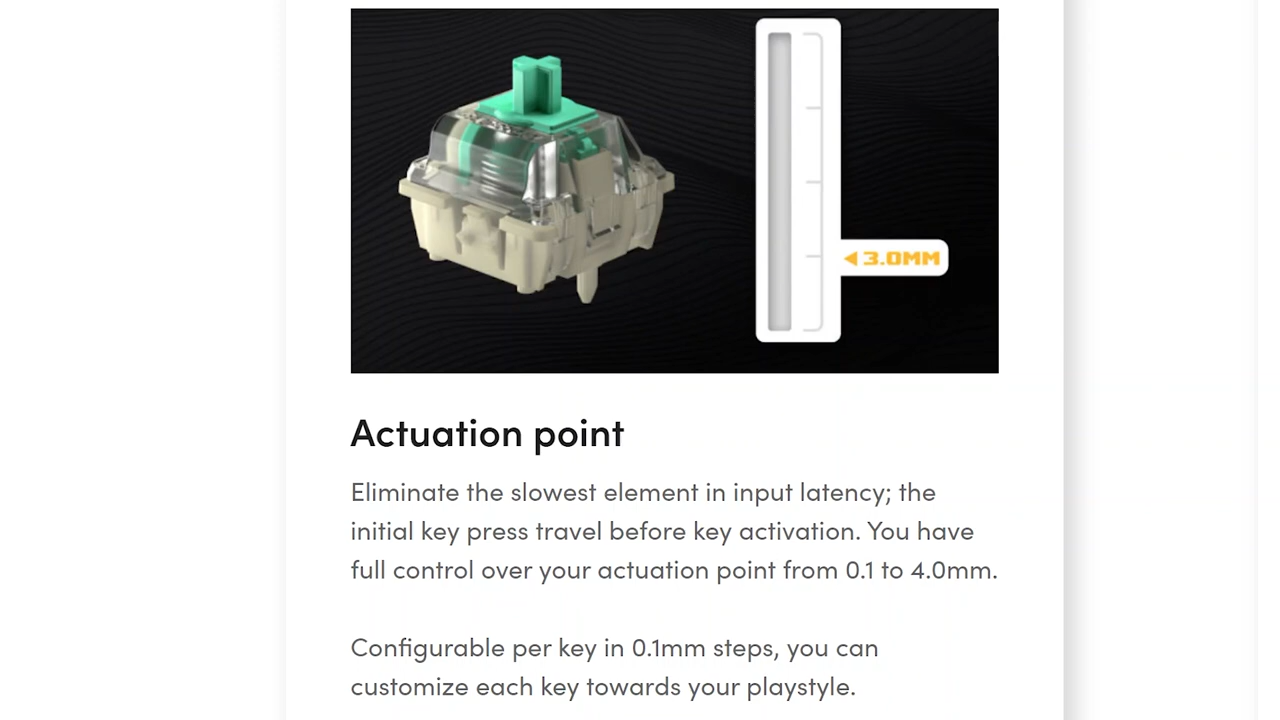 3.0MM
Actuation point
Eliminate the slowest element in input latency; the
initial key press travel before key activation. You have
full control over your actuation point from 0.1 to 4.0mm.
Configurable per key in 0.1mm steps, you can
customize each key towards your playstyle.